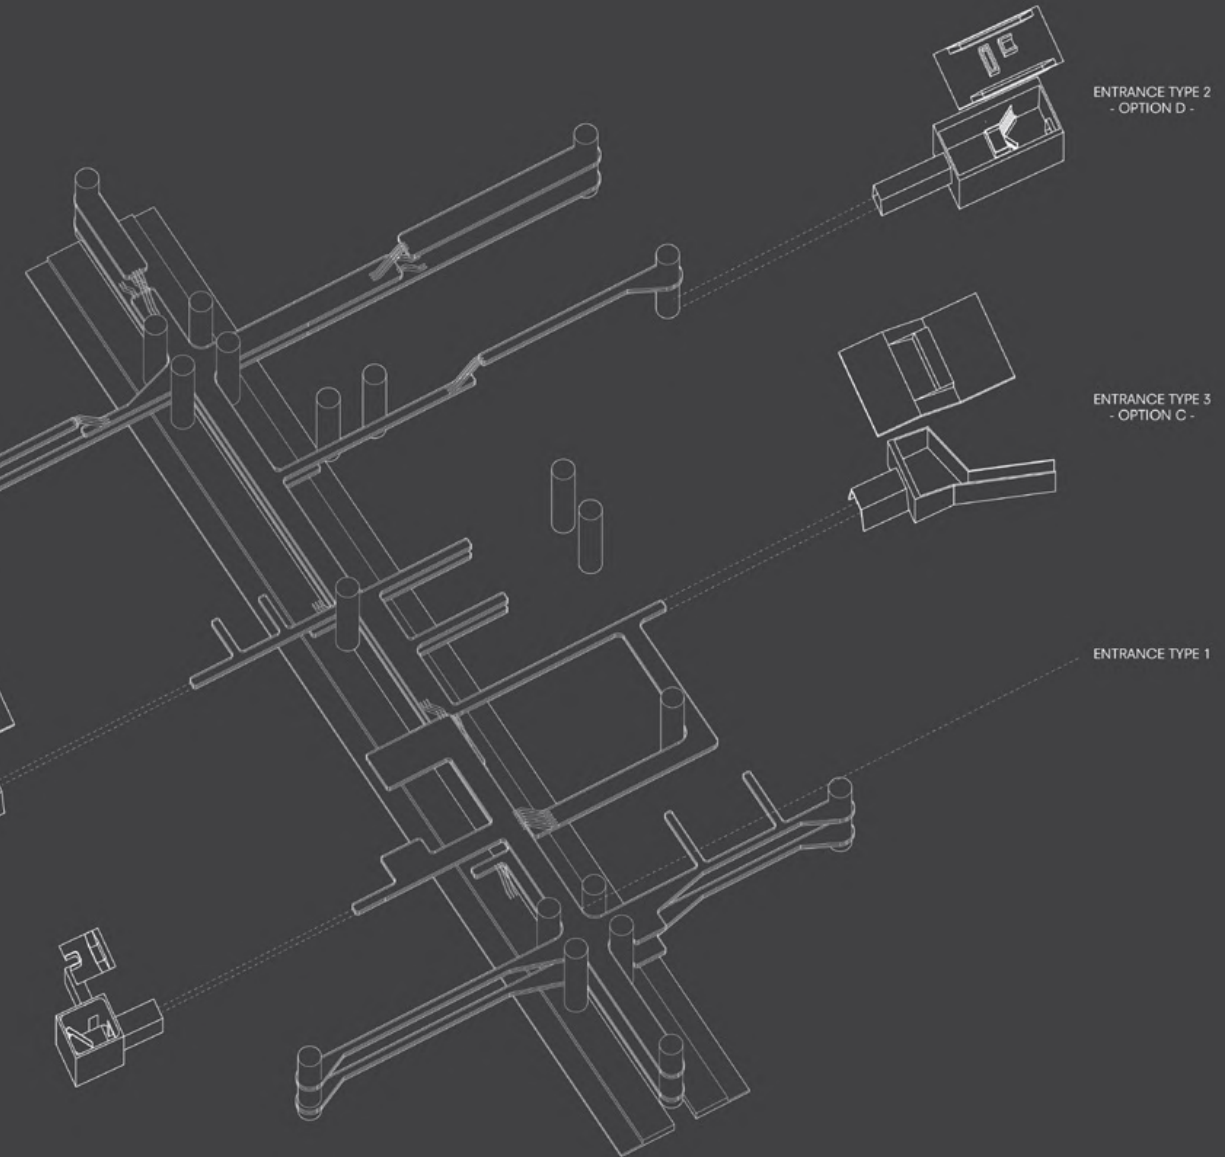 ENTRANCE TYPE 2
- OPTION D -
ENTRANCE TYPE 3
- OPTION C -
ENTRANCE TYPE 1